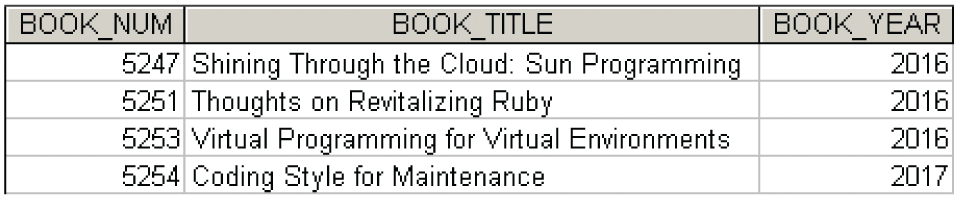 BOOK_NUM BOOK_TITLE BOOK_YEAR
5247 Shining Through the Cloud: Sun Programming 2016
5251 Thoughts on Revitalizing Ruby 2016
5253 Virtual Programming for Virtual Environments 2016
5254 Coding Style for Maintenance 2017